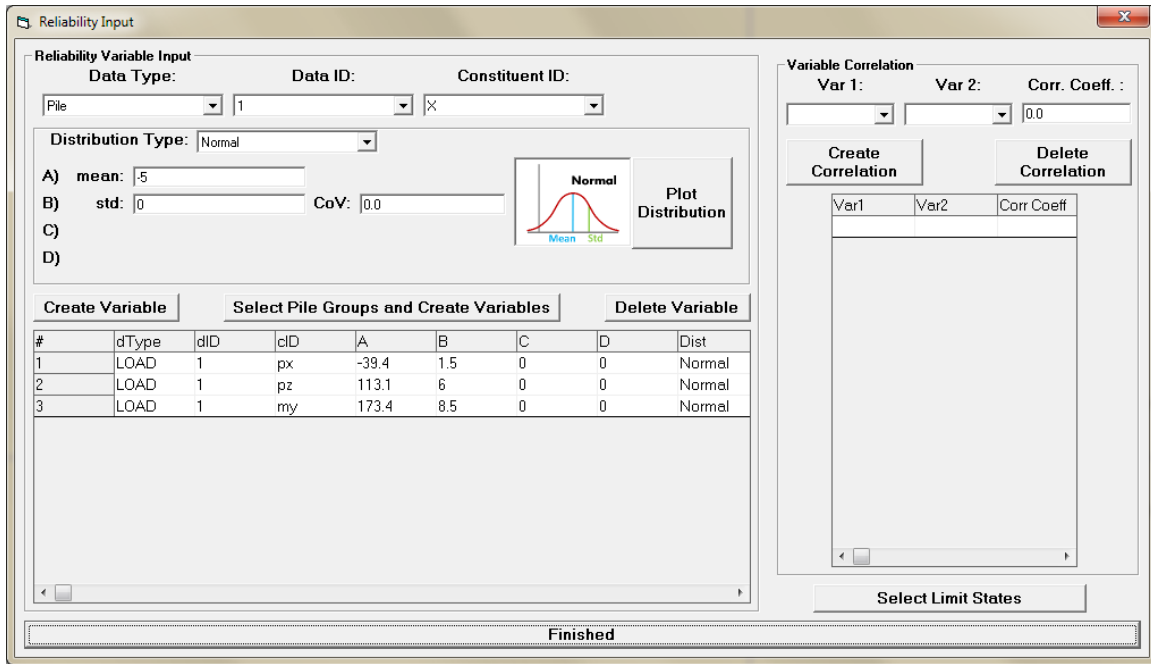 Reliability Input
Reliability Variable Input
Data Type: Data ID: Constituent ID:
Pile 1 X
Distribution Type: Normal
A) mean: -5
B) std: 0 CoV: 0.0
C)
D)
Normal
Mean Std
Plot
Distribution
Create Variable Select Pile Groups and Create Variables Delete Variable
# dType dID cID A B C D Dist
1 LOAD 1 px -39.4 1.5 0 0 Normal
2 LOAD 1 pz 113.1 6 0 0 Normal
3 LOAD 1 my 173.4 8.5 0 0 Normal
Variable Correlation
Var 1: Var 2: Corr. Coeff. :
0.0
Create
Correlation
Delete
Correlation
Var1 Var2 Corr Coeff
Select Limit States
Finished